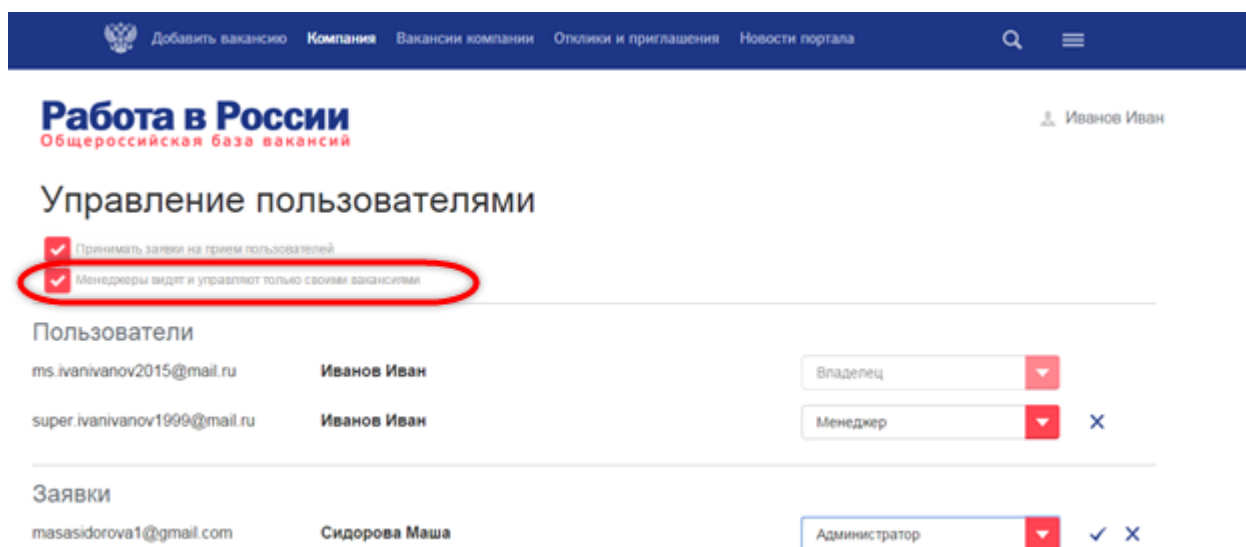 Добавить вакансию Компания Вакансии компании Отклики и приглашения Новости портала
Работа в России
Общероссийская база вакансий
Иванов Иван
Управление пользователями
Принимать заявки на прием пользователей
Менеджеры видят и управляют только своими вакансиями
Пользователи
ms.ivanivanov2015@mail.ru Иванов Иван Владелец
super.ivanivanov1999@mail.ru Иванов Иван Менеджер
Заявки
masasidorova1@gmail.com Сидорова Маша Администратор